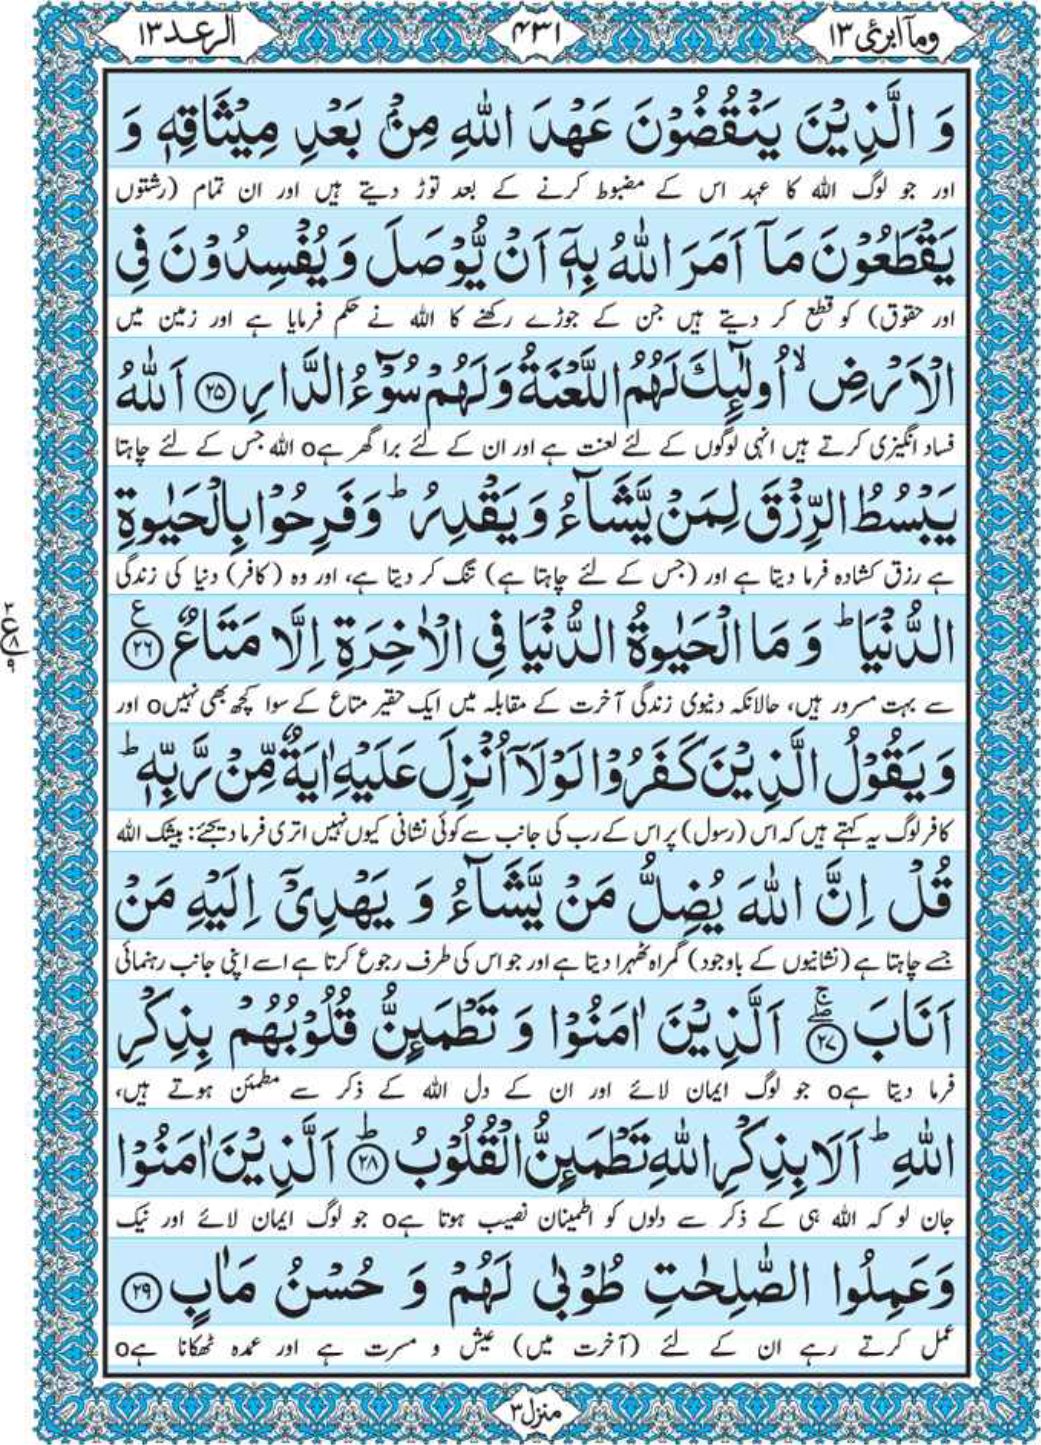 وماۤ ابرئ ١٣
٤٣١
الرعد ١٣
وَ الَّذِيْنَ يَنْقُضُوْنَ عَهْدَ اللّٰهِ مِنْۢ بَعْدِ مِيْثَاقِهٖ وَ
اور جو لوگ اللہ کا عہد اس کے مضبوط کرنے کے بعد توڑ دیتے ہیں اور ان تمام (رشتوں
يَقْطَعُوْنَ مَاۤ اَمَرَ اللّٰهُ بِهٖۤ اَنْ يُّوْصَلَ وَ يُفْسِدُوْنَ فِي
اور حقوق) کو قطع کر دیتے ہیں جن کے جوڑے رکھنے کا اللہ نے حکم فرمایا ہے اور زمین میں
الْاَرْضِ ۙ اُولٰٓئِكَ لَهُمُ اللَّعْنَةُ وَ لَهُمْ سُوْٓءُ الدَّارِ ﴿۲۵﴾ اَللّٰهُ
فساد انگیزی کرتے ہیں انہی لوگوں کے لئے لعنت ہے اور ان کے لئے برا گھر ہے o اللہ جس کے لئے چاہتا
يَبْسُطُ الرِّزْقَ لِمَنْ يَّشَآءُ وَ يَقْدِرُ ؕ وَ فَرِحُوْا بِالْحَيٰوةِ
ہے رزق کشادہ فرما دیتا ہے اور (جس کے لئے چاہتا ہے) تنگ کر دیتا ہے، اور وہ (کافر) دنیا کی زندگی
الدُّنْيَا ؕ وَ مَا الْحَيٰوةُ الدُّنْيَا فِي الْاٰخِرَةِ اِلَّا مَتَاعٌ ﴿۲۶﴾ ع
سے بہت مسرور ہیں، حالانکہ دنیوی زندگی آخرت کے مقابلہ میں ایک حقیر متاع کے سوا کچھ بھی نہیں o اور
٣ ع ٨ ٩
وَ يَقُوْلُ الَّذِيْنَ كَفَرُوْا لَوْلَاۤ اُنْزِلَ عَلَيْهِ اٰيَةٌ مِّنْ رَّبِّهٖ ؕ
کافر لوگ یہ کہتے ہیں کہ اس (رسول) پر اس کے رب کی جانب سے کوئی نشانی کیوں نہیں اتری فرما دیجئے: بیشک اللہ
قُلْ اِنَّ اللّٰهَ يُضِلُّ مَنْ يَّشَآءُ وَ يَهْدِيْۤ اِلَيْهِ مَنْ
جسے چاہتا ہے (نشانیوں کے باوجود) گمراہ ٹھہرا دیتا ہے اور جو اس کی طرف رجوع کرتا ہے اسے اپنی جانب رہنمائی
اَنَابَ ﴿۲۷﴾ ۖۚ اَلَّذِيْنَ اٰمَنُوْا وَ تَطْمَئِنُّ قُلُوْبُهُمْ بِذِكْرِ
فرما دیتا ہے o جو لوگ ایمان لائے اور ان کے دل اللہ کے ذکر سے مطمئن ہوتے ہیں،
اللّٰهِ ؕ اَلَا بِذِكْرِ اللّٰهِ تَطْمَئِنُّ الْقُلُوْبُ ﴿۲۸﴾ ؕ اَلَّذِيْنَ اٰمَنُوْا
جان لو کہ اللہ ہی کے ذکر سے دلوں کو اطمینان نصیب ہوتا ہے o جو لوگ ایمان لائے اور نیک
وَ عَمِلُوا الصّٰلِحٰتِ طُوْبٰى لَهُمْ وَ حُسْنُ مَاٰبٍ ﴿۲۹﴾
عمل کرتے رہے ان کے لئے (آخرت میں) عیش و مسرت ہے اور عمدہ ٹھکانا ہے o
منزل ٣